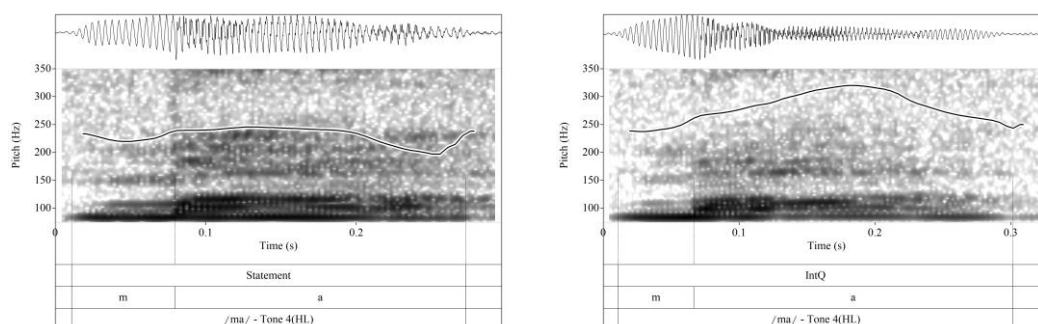 350
300
250
200
150
100
Pitch (Hz)
0
0.1
0.2
Time (s)
Statement
m
a
/ma/ - Tone 4(HL)
350
300
250
200
150
100
Pitch (Hz)
0
0.1
0.2
0.3
Time (s)
IntQ
m
a
/ma/ - Tone 4(HL)